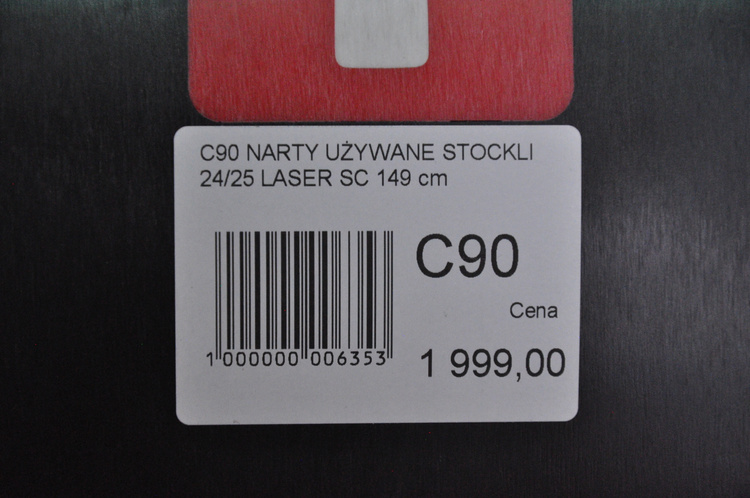 C90 NARTY UŻYWANE STOCKLI
24/25 LASER SC 149 cm
C90
Cena
1 000000 006353
1 999,00